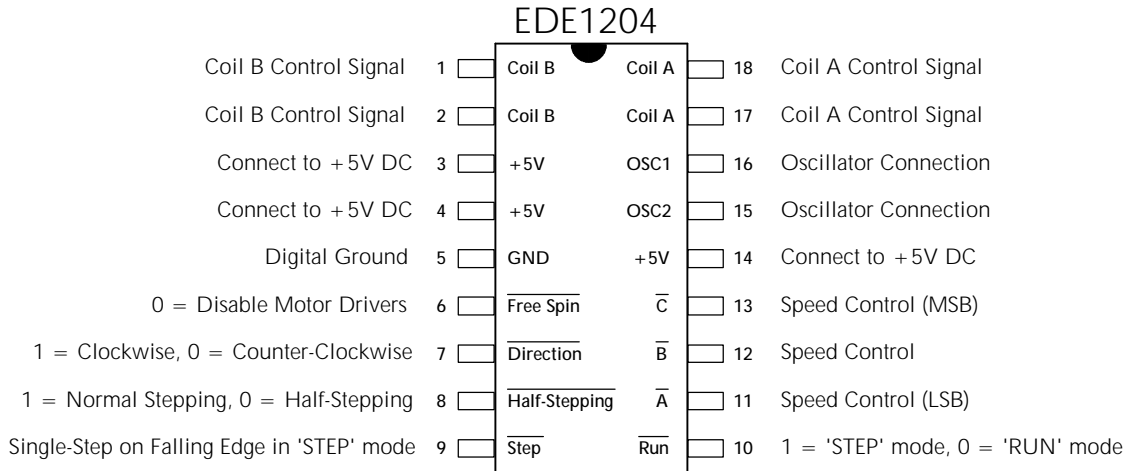 EDE1204
Coil B Control Signal 1 Coil B Coil A 18 Coil A Control Signal
Coil B Control Signal 2 Coil B Coil A 17 Coil A Control Signal
Connect to +5V DC 3 +5V OSC1 16 Oscillator Connection
Connect to +5V DC 4 +5V OSC2 15 Oscillator Connection
Digital Ground 5 GND +5V 14 Connect to +5V DC
0 = Disable Motor Drivers 6 Free Spin C 13 Speed Control (MSB)
1 = Clockwise, 0 = Counter-Clockwise 7 Direction B 12 Speed Control
1 = Normal Stepping, 0 = Half-Stepping 8 Half-Stepping A 11 Speed Control (LSB)
Single-Step on Falling Edge in 'STEP' mode 9 Step Run 10 1 = 'STEP' mode, 0 = 'RUN' mode